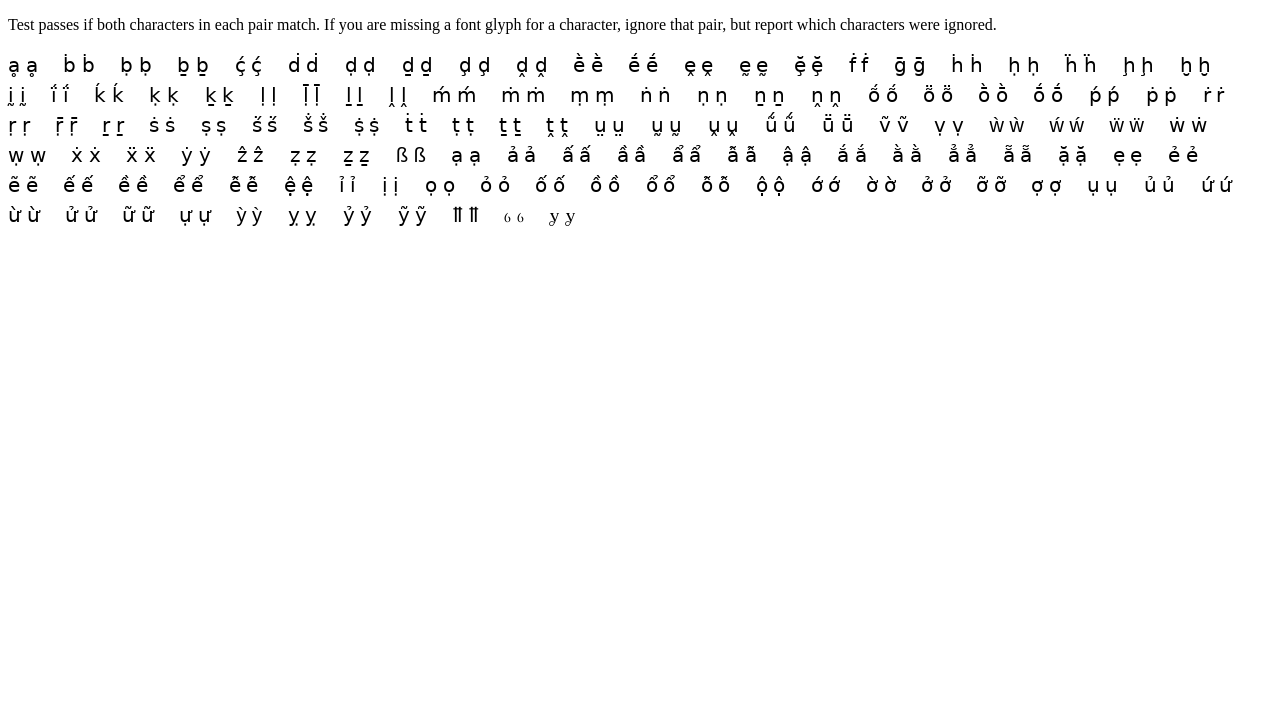 Test passes if both characters in each pair match. If you are missing a font glyph for a character, ignore that pair, but report which characters were ignored.
ḁ ḁ ḃ ḃ ḅ ḅ ḇ ḇ ḉ ḉ ḋ ḋ ḍ ḍ ḏ ḏ ḑ ḑ ḓ ḓ ḕ ḕ ḗ ḗ ḙ ḙ ḛ ḛ ḝ ḝ ḟ ḟ ḡ ḡ ḣ ḣ ḥ ḥ ḧ ḧ ḩ ḩ ḫ ḫ
ḭ ḭ ḯ ḯ ḱ ḱ ḳ ḳ ḵ ḵ ḷ ḷ ḹ ḹ ḻ ḻ ḽ ḽ ḿ ḿ ṁ ṁ ṃ ṃ ṅ ṅ ṇ ṇ ṉ ṉ ṋ ṋ ṍ ṍ ṏ ṏ ṑ ṑ ṓ ṓ ṕ ṕ ṗ ṗ ṙ ṙ
ṛ ṛ ṝ ṝ ṟ ṟ ṡ ṡ ṣ ṣ ṥ ṥ ṧ ṧ ṩ ṩ ṫ ṫ ṭ ṭ ṯ ṯ ṱ ṱ ṳ ṳ ṵ ṵ ṷ ṷ ṹ ṹ ṻ ṻ ṽ ṽ ṿ ṿ ẁ ẁ ẃ ẃ ẅ ẅ ẇ ẇ
ẉ ẉ ẋ ẋ ẍ ẍ ẏ ẏ ẑ ẑ ẓ ẓ ẕ ẕ ß ß ạ ạ ả ả ấ ấ ầ ầ ẩ ẩ ẫ ẫ ậ ậ ắ ắ ằ ằ ẳ ẳ ẵ ẵ ặ ặ ẹ ẹ ẻ ẻ
ẽ ẽ ế ế ề ề ể ể ễ ễ ệ ệ ỉ ỉ ị ị ọ ọ ỏ ỏ ố ố ồ ồ ổ ổ ỗ ỗ ộ ộ ớ ớ ờ ờ ở ở ỡ ỡ ợ ợ ụ ụ ủ ủ ứ ứ
ừ ừ ử ử ữ ữ ự ự ỳ ỳ ỵ ỵ ỷ ỷ ỹ ỹ ỻ ỻ ỽ ỽ ỿ ỿ